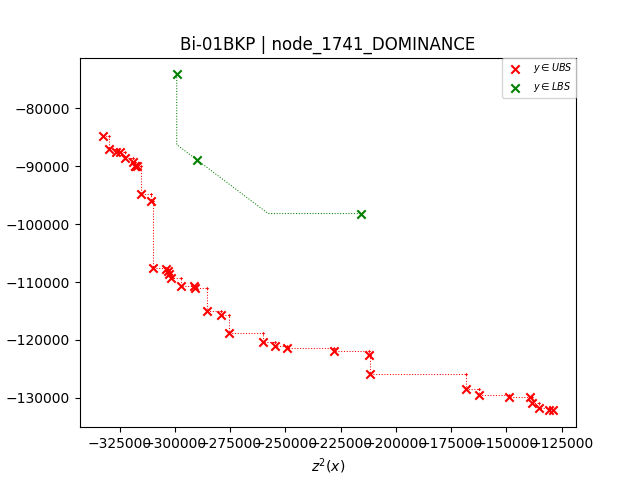 Bi-01BKP | node_1741_DOMINANCE
y ∈ UBS
y ∈ LBS
−80000
−90000
−100000
−110000
−120000
−130000
−325000 −300000 −275000 −250000 −225000 −200000 −175000 −150000 −125000
z²(x)